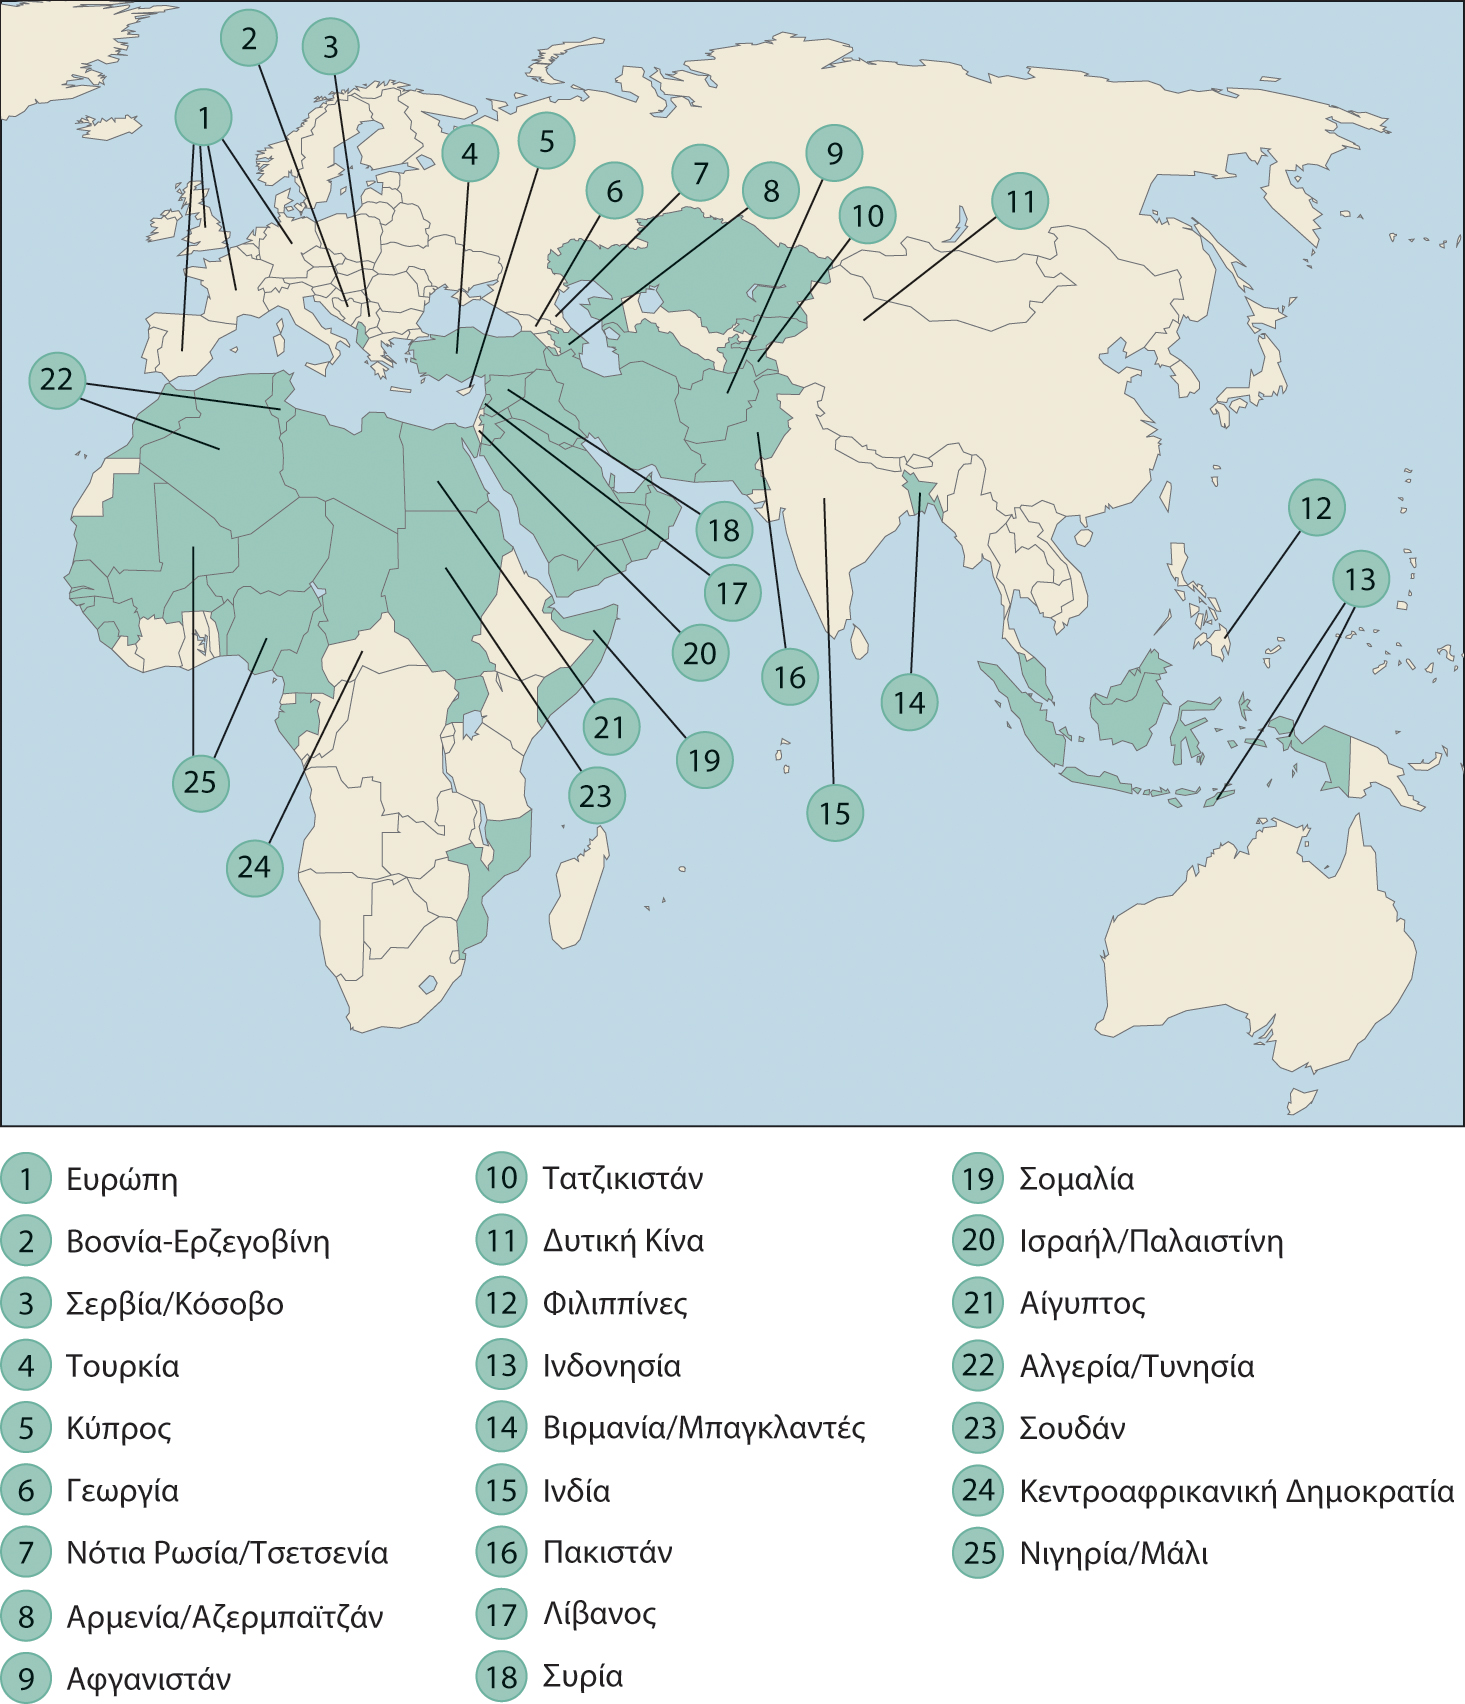 2
3
1
4
5
6
7
8
9
10
11
22
12
13
18
17
20
16
14
21
19
25
23
15
24
1 Ευρώπη
2 Βοσνία-Ερζεγοβίνη
3 Σερβία/Κόσοβο
4 Τουρκία
5 Κύπρος
6 Γεωργία
7 Νότια Ρωσία/Τσετσενία
8 Αρμενία/Αζερμπαϊτζάν
9 Αφγανιστάν
10 Τατζικιστάν
11 Δυτική Κίνα
12 Φιλιππίνες
13 Ινδονησία
14 Βιρμανία/Μπαγκλαντές
15 Ινδία
16 Πακιστάν
17 Λίβανος
18 Συρία
19 Σομαλία
20 Ισραήλ/Παλαιστίνη
21 Αίγυπτος
22 Αλγερία/Τυνησία
23 Σουδάν
24 Κεντροαφρικανική Δημοκρατία
25 Νιγηρία/Μάλι